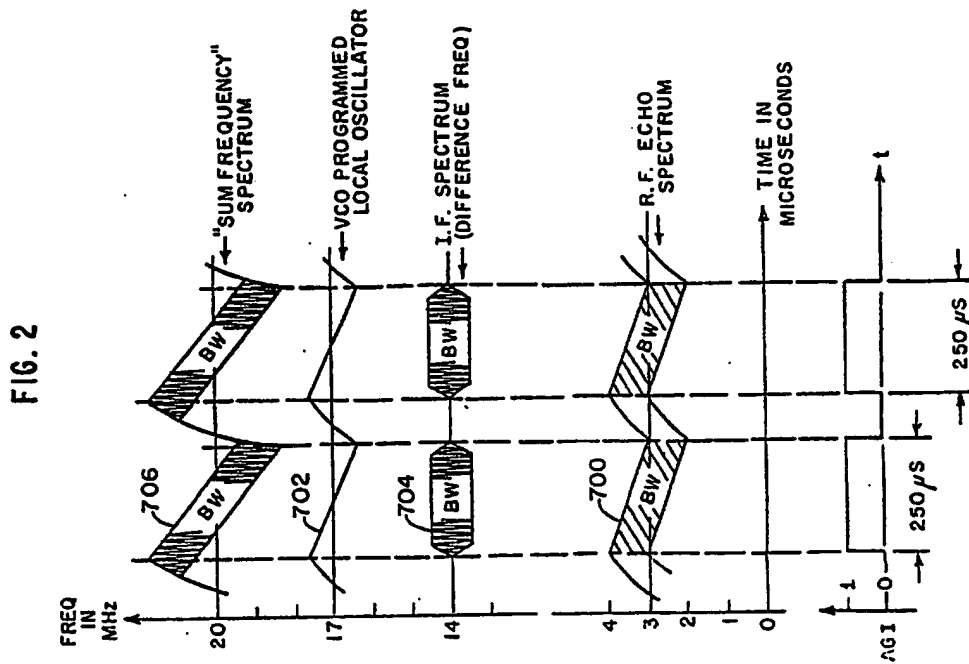 FIG. 2
FREQ
IN
MHz
20
17
14
4
3
2
1
0
706
BW
BW
"SUM FREQUENCY"
SPECTRUM
702
VCO PROGRAMMED
LOCAL OSCILLATOR
704
BW
BW
I.F. SPECTRUM
(DIFFERENCE FREQ)
700
BW
BW
R.F. ECHO
SPECTRUM
TIME IN
MICROSECONDS
AGI
1
0
t
250 µS
250 µS